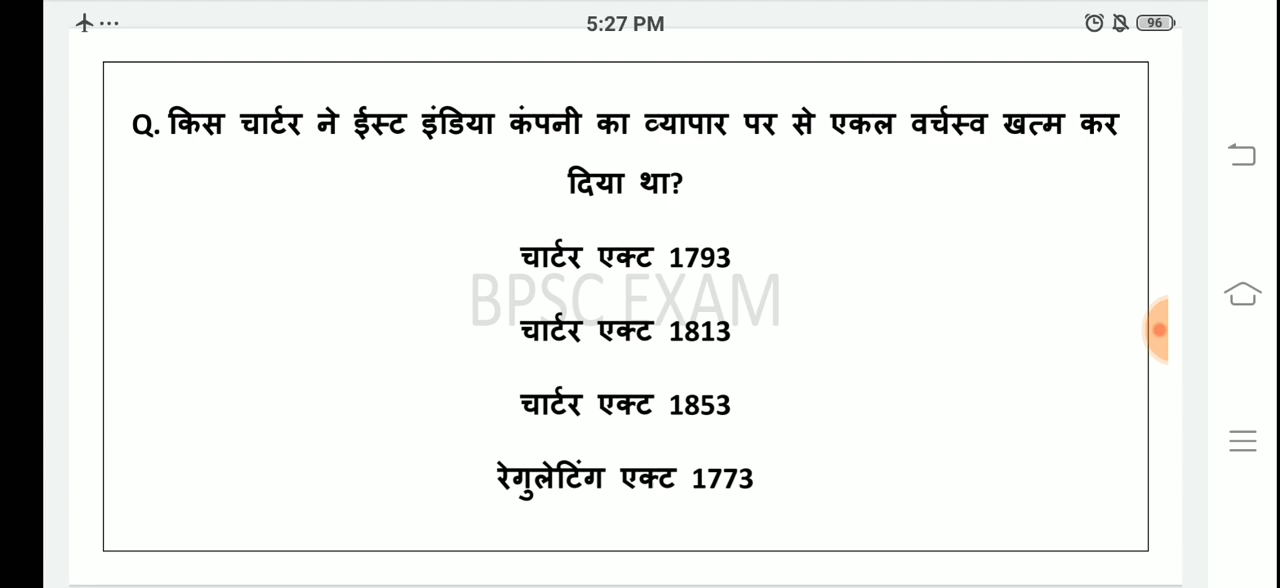 5:27 PM
96
Q. किस चार्टर ने ईस्ट इंडिया कंपनी का व्यापार पर से एकल वर्चस्व खत्म कर
दिया था?
चार्टर एक्ट 1793
BPSC EXAM
चार्टर एक्ट 1813
चार्टर एक्ट 1853
रेगुलेटिंग एक्ट 1773